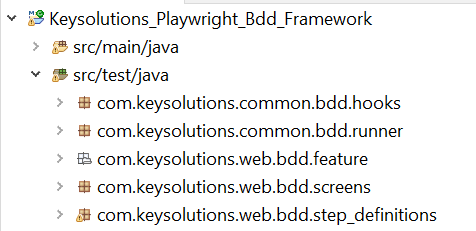 Keysolutions_Playwright_Bdd_Framework
src/main/java
src/test/java
com.keysolutions.common.bdd.hooks
com.keysolutions.common.bdd.runner
com.keysolutions.web.bdd.feature
com.keysolutions.web.bdd.screens
com.keysolutions.web.bdd.step_definitions